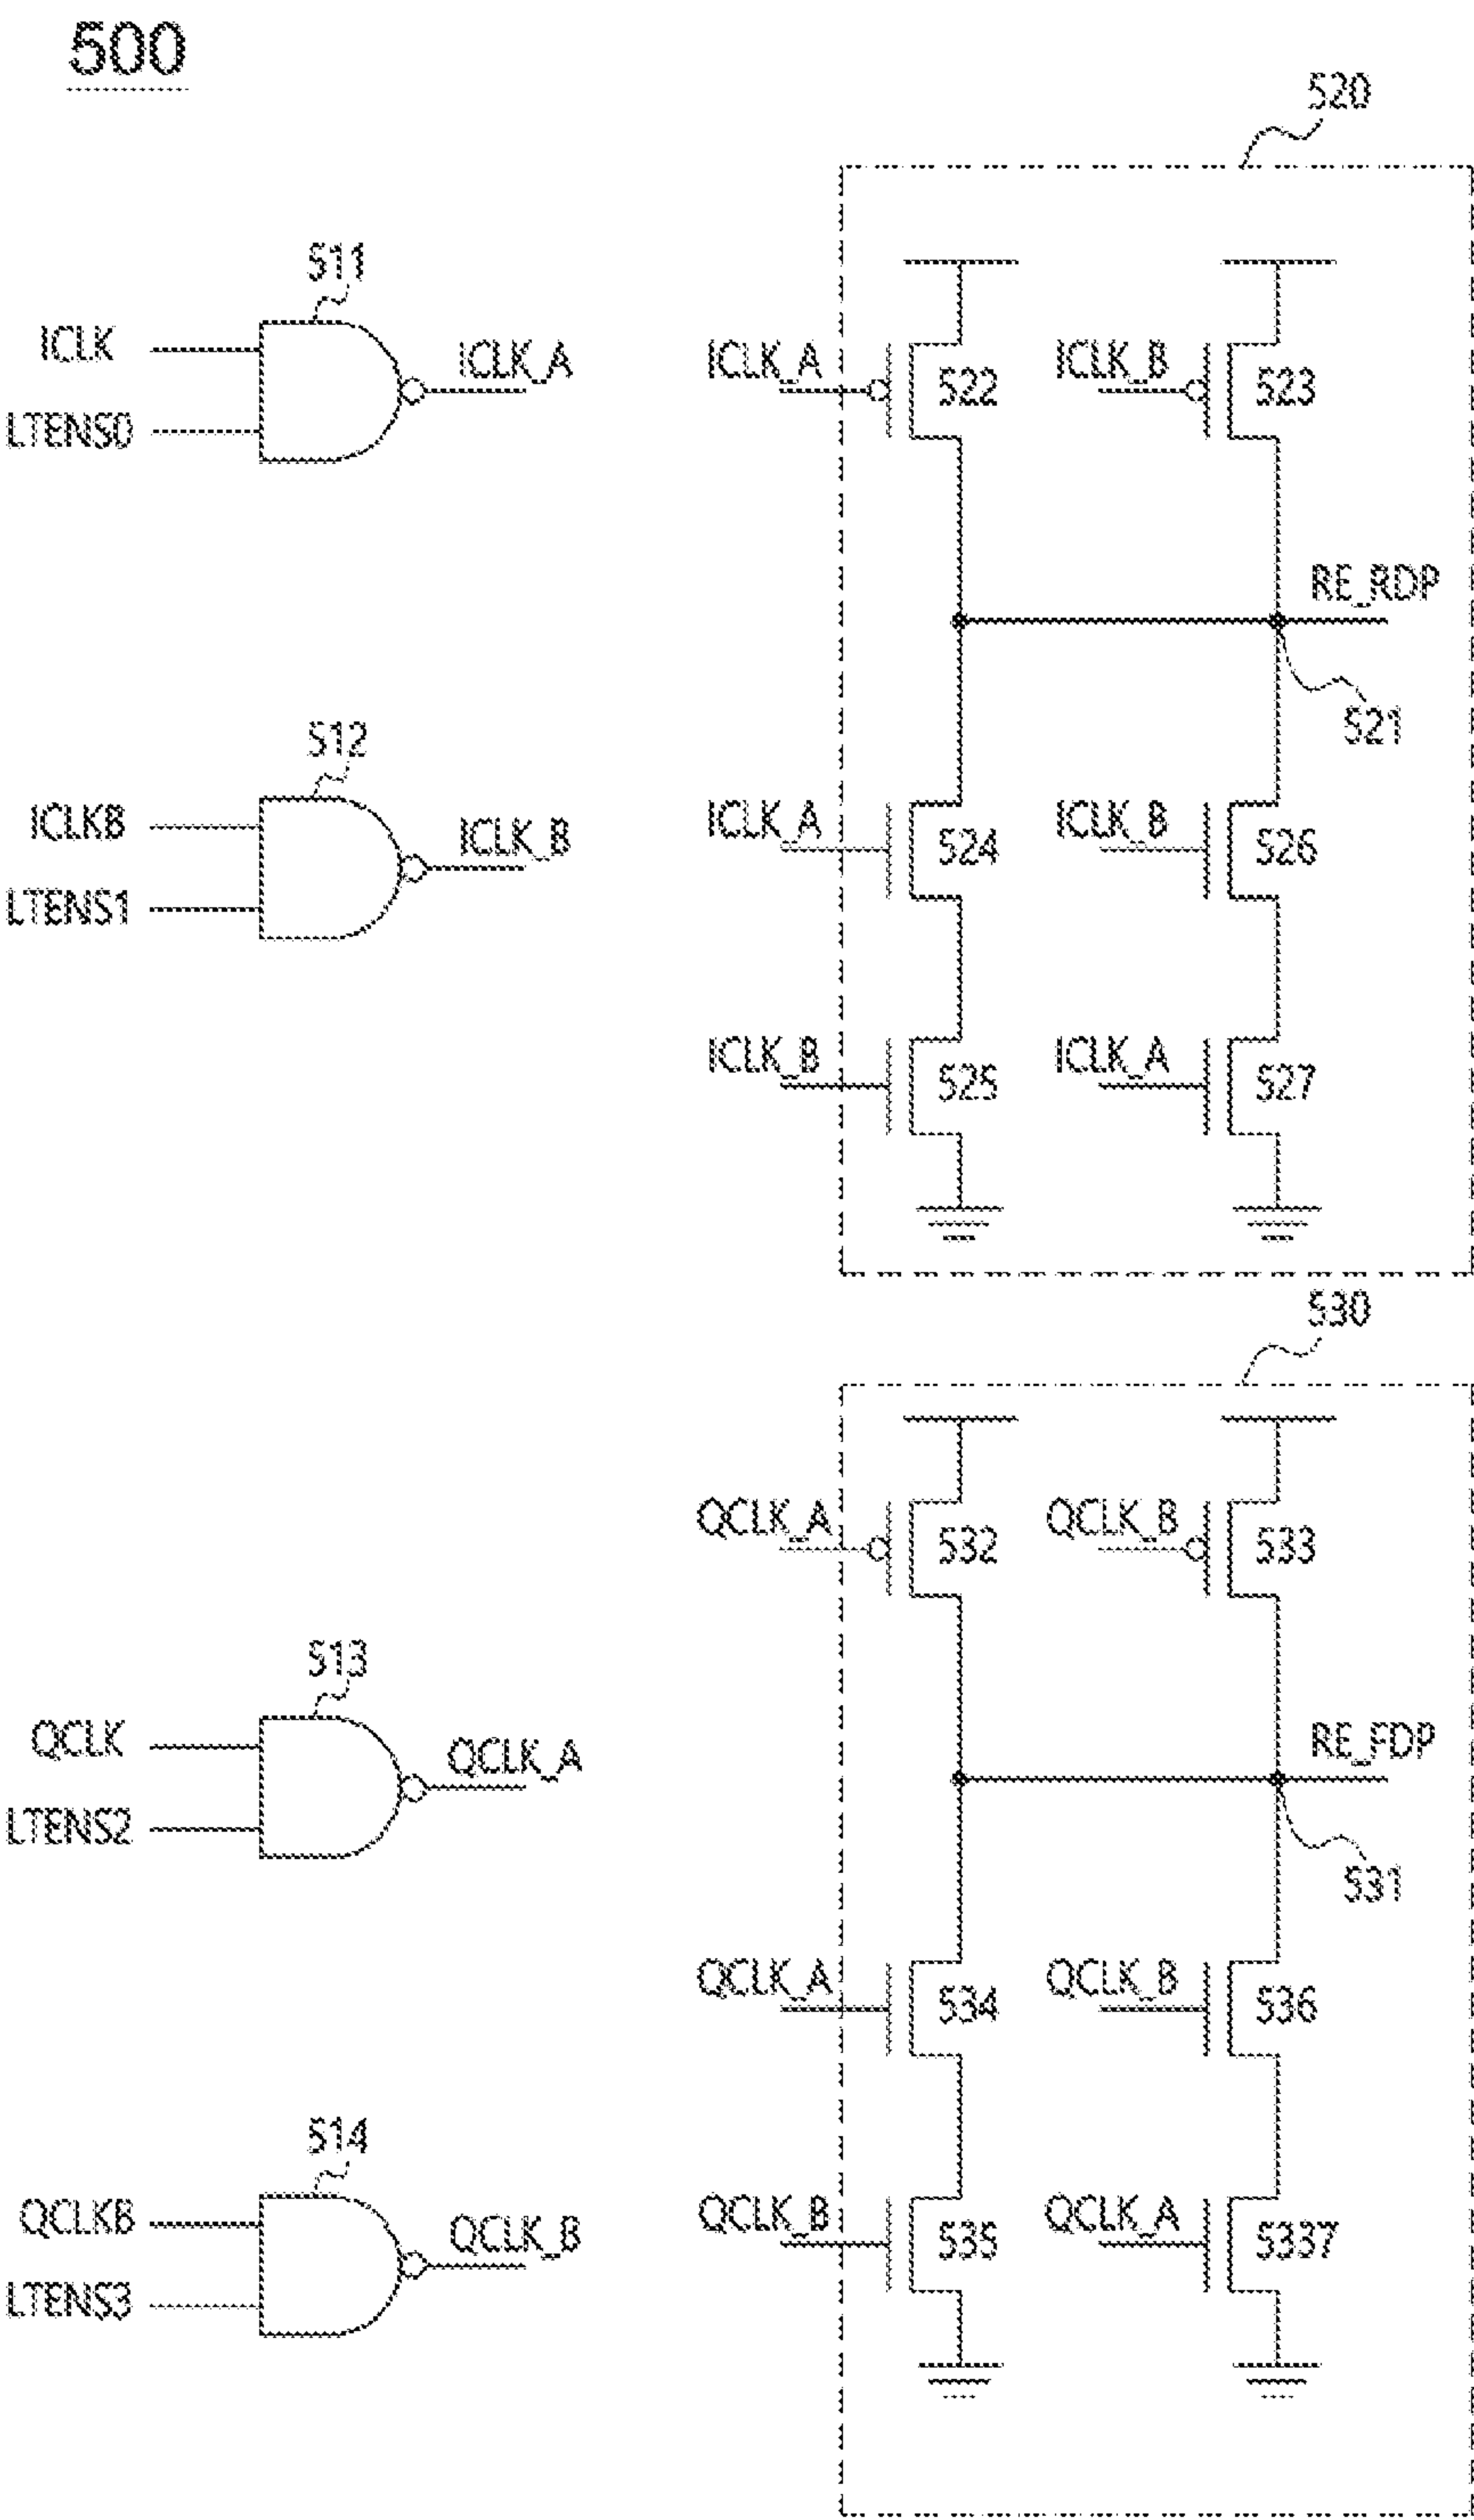 500
520
511
ICLK
ICLK_A
LTENS0
ICLK_A
522
ICLK_B
523
RE_RDP
521
512
ICLKB
ICLK_B
LTENS1
ICLK_A
524
ICLK_B
526
ICLK_B
525
ICLK_A
527
530
QCLK_A
532
QCLK_B
533
513
QCLK
QCLK_A
LTENS2
RE_FDP
531
QCLK_A
534
QCLK_B
536
514
QCLKB
QCLK_B
LTENS3
QCLK_B
535
QCLK_A
5337